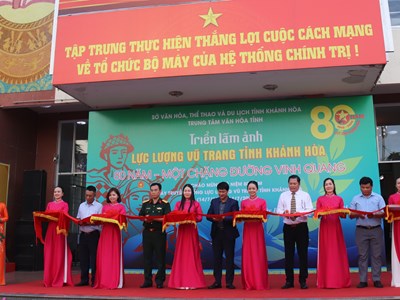 TẬP TRUNG THỰC HIỆN THẮNG LỢI CUỘC CÁCH MẠNG
VỀ TỔ CHỨC BỘ MÁY CỦA HỆ THỐNG CHÍNH TRỊ !
SỞ VĂN HÓA, THỂ THAO VÀ DU LỊCH TỈNH KHÁNH HÒA
TRUNG TÂM VĂN HÓA TỈNH
80
Triển lãm ảnh
LỰC LƯỢNG VŨ TRANG TỈNH KHÁNH HÒA
80 NĂM - MỘT CHẶNG ĐƯỜNG VINH QUANG